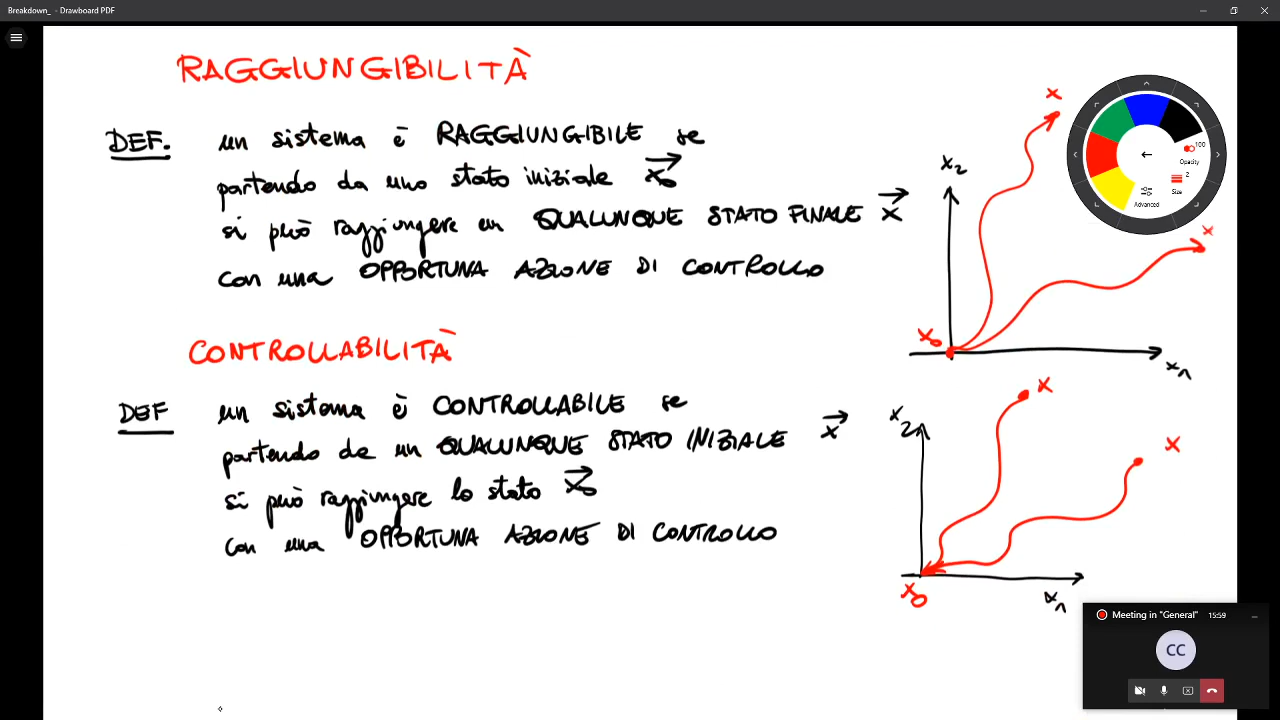 Breakdown_ - Drawboard PDF
RAGGIUNGIBILITÀ
DEF. un sistema è RAGGIUNGIBILE se
partendo da uno stato iniziale x0
si può raggiungere un QUALUNQUE STATO FINALE x
con una OPPORTUNA AZIONE DI CONTROLLO
x
x2
x
x0
x1
100
Opacity
2
Size
Advanced
CONTROLLABILITÀ
DEF un sistema è CONTROLLABILE se
partendo da un QUALUNQUE STATO INIZIALE x
si può raggiungere lo stato x0
con una OPPORTUNA AZIONE DI CONTROLLO
x
x2
x
x0
x1
Meeting in "General" 15:59
CC